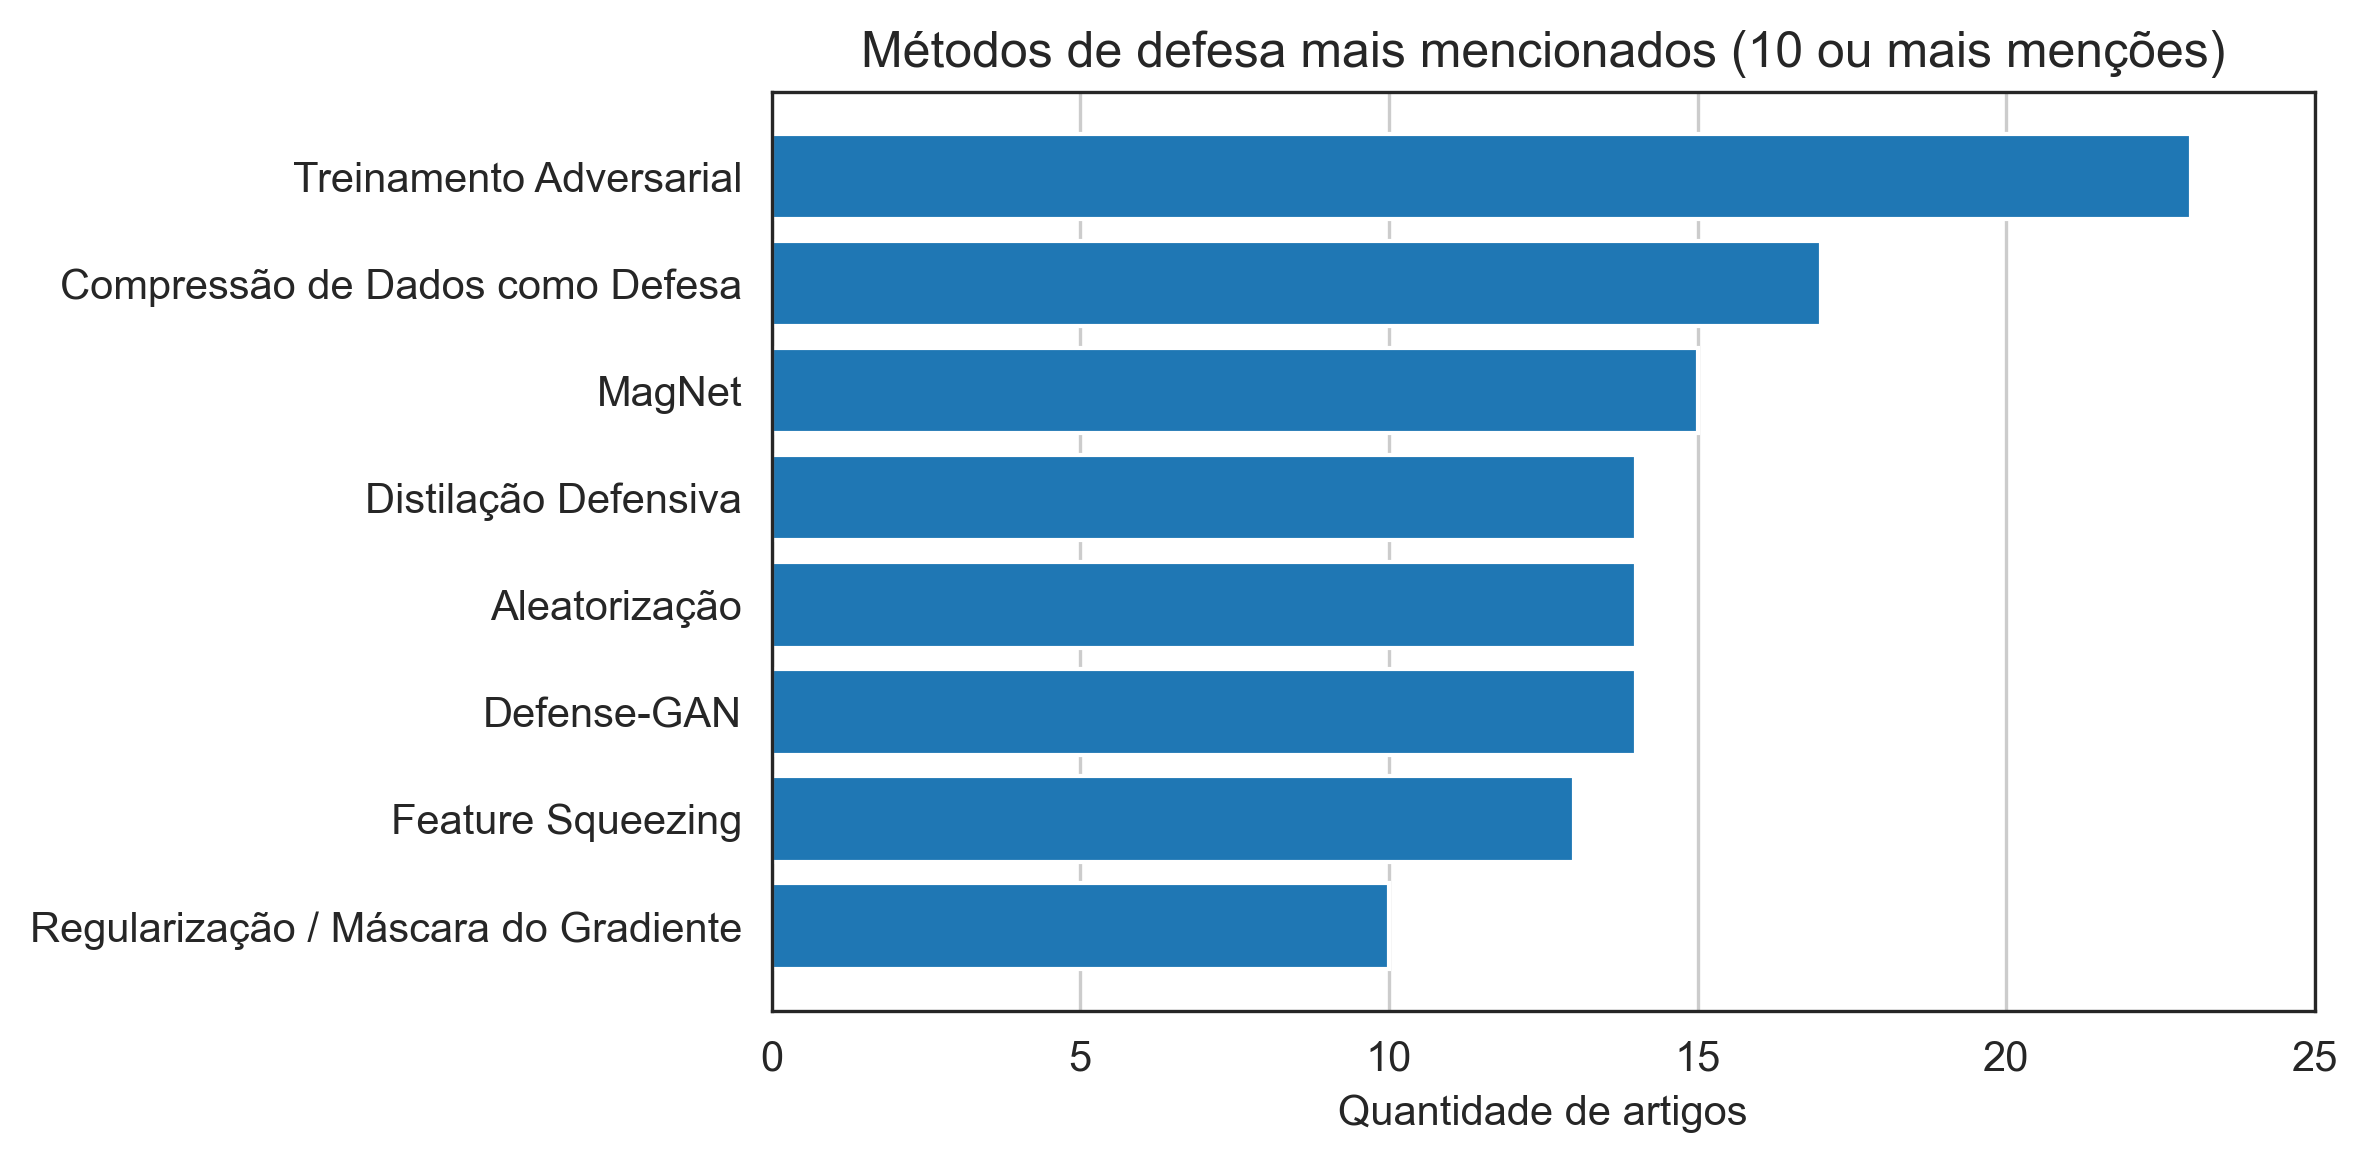 Métodos de defesa mais mencionados (10 ou mais menções)
Treinamento Adversarial
Compressão de Dados como Defesa
MagNet
Distilação Defensiva
Aleatorização
Defense-GAN
Feature Squeezing
Regularização / Máscara do Gradiente
0 5 10 15 20 25
Quantidade de artigos